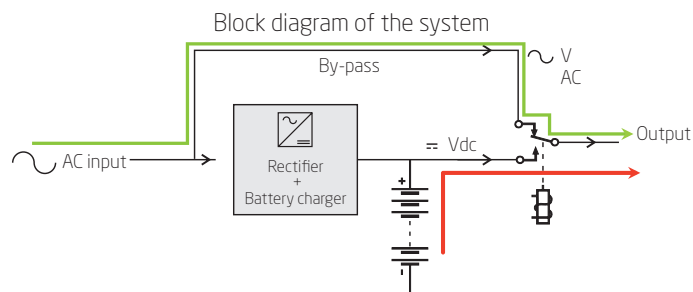 Block diagram of the system
By-pass
V
AC
Output
AC input
Rectifier
+
Battery charger
Vdc
+
-